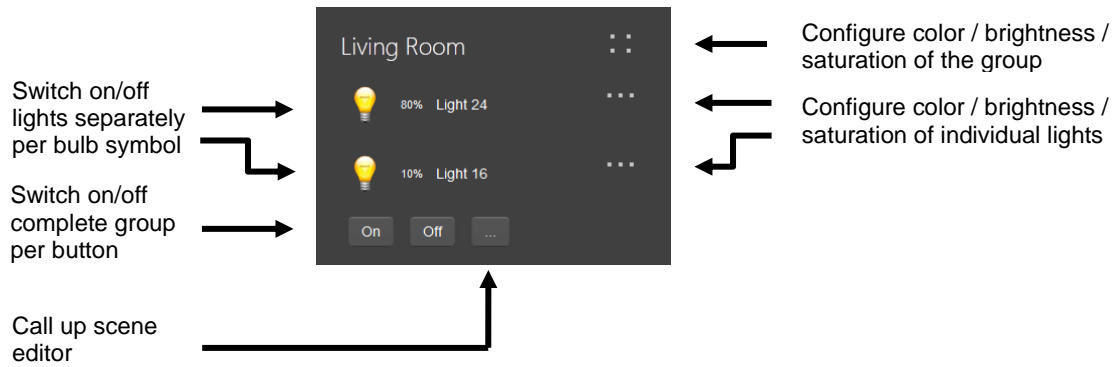 Living Room
80% Light 24
10% Light 16
On Off ...
Switch on/off
lights separately
per bulb symbol
Switch on/off
complete group
per button
Call up scene
editor
Configure color / brightness /
saturation of the group
Configure color / brightness /
saturation of individual lights